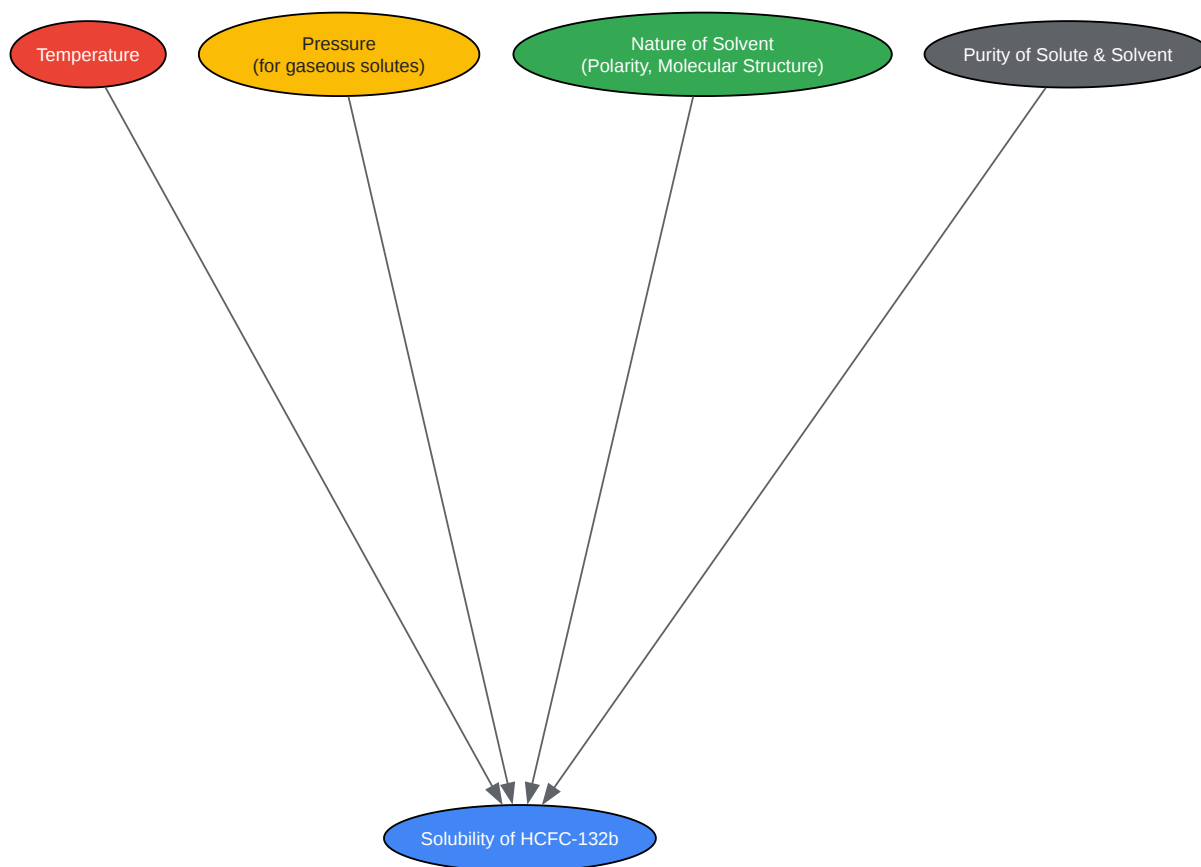 Temperature
Pressure
(for gaseous solutes)
Nature of Solvent
(Polarity, Molecular Structure)
Purity of Solute & Solvent
Solubility of HCFC-132b